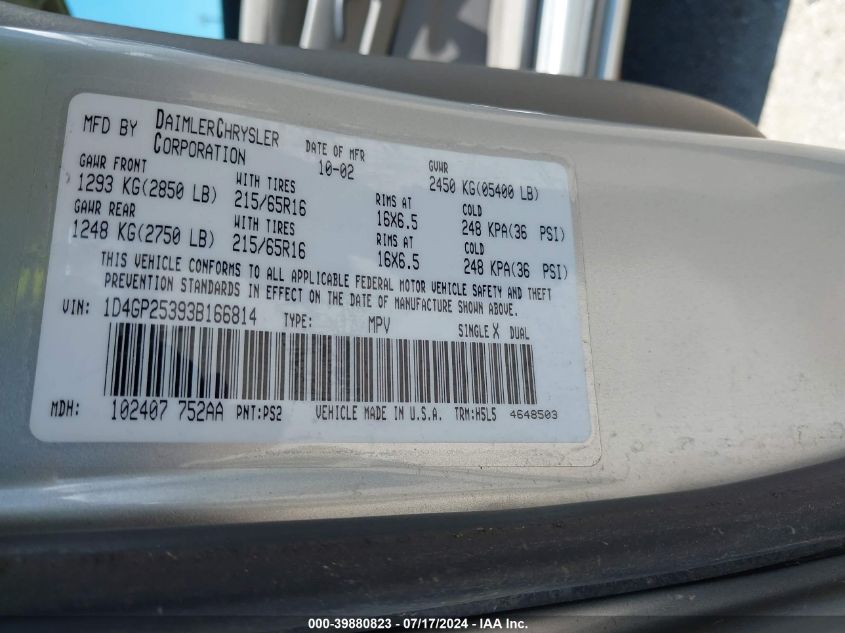 MFD BY DAIMLERCHRYSLER CORPORATION
DATE OF MFR 10-02
GVWR 2450 KG(05400 LB)
GAWR FRONT WITH TIRES RIMS AT COLD
1293 KG(2850 LB) 215/65R16 16X6.5 248 KPA(36 PSI)
GAWR REAR WITH TIRES RIMS AT COLD
1248 KG(2750 LB) 215/65R16 16X6.5 248 KPA(36 PSI)
THIS VEHICLE CONFORMS TO ALL APPLICABLE FEDERAL MOTOR VEHICLE SAFETY AND THEFT
PREVENTION STANDARDS IN EFFECT ON THE DATE OF MANUFACTURE SHOWN ABOVE.
VIN: 1D4GP25393B166814 TYPE: MPV SINGLE X DUAL
MDH: 102407 752AA PNT:PS2 VEHICLE MADE IN U.S.A. TRM:H5L5 4648503
000-39880823 - 07/17/2024 - IAA Inc.